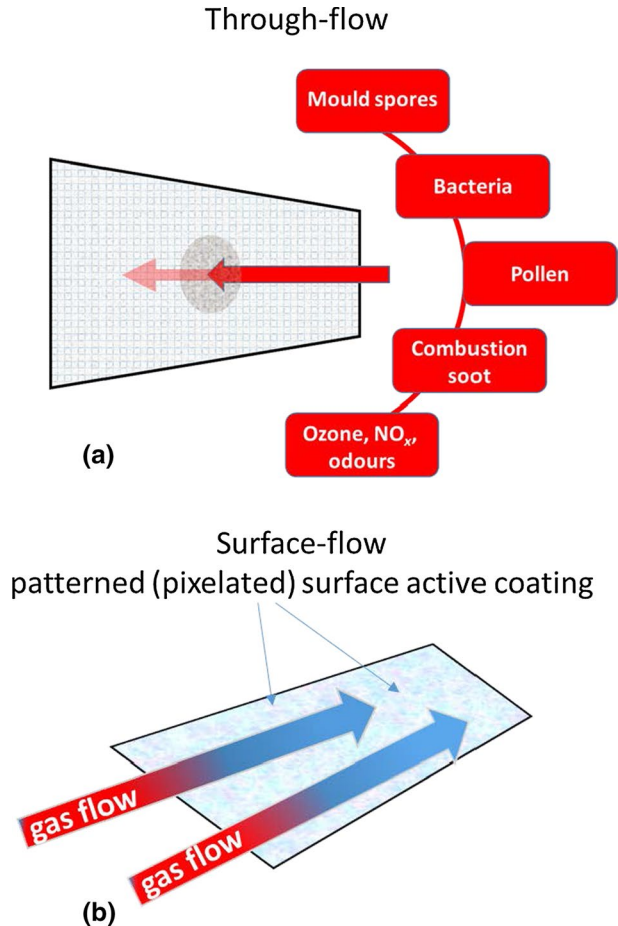 Through-flow
Mould spores
Bacteria
Pollen
Combustion
soot
Ozone, NOx,
odours
(a)
Surface-flow
patterned (pixelated) surface active coating
gas flow
gas flow
(b)